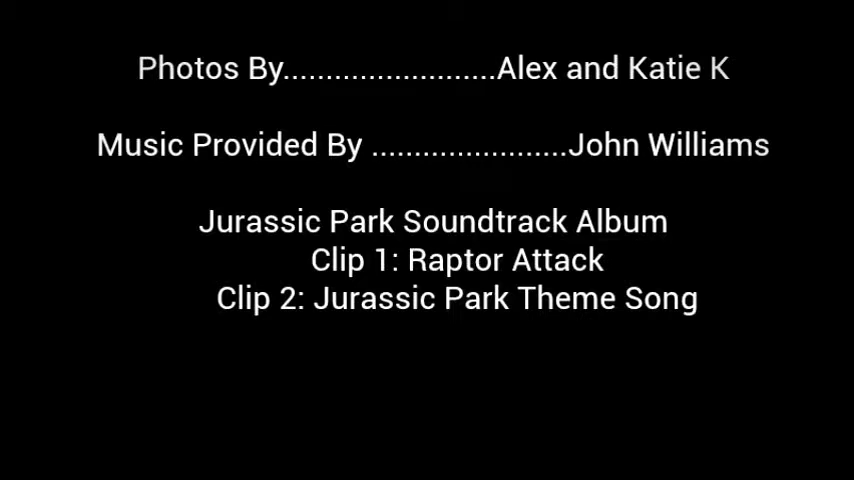 Photos By.........................Alex and Katie K
Music Provided By .......................John Williams
Jurassic Park Soundtrack Album
Clip 1: Raptor Attack
Clip 2: Jurassic Park Theme Song